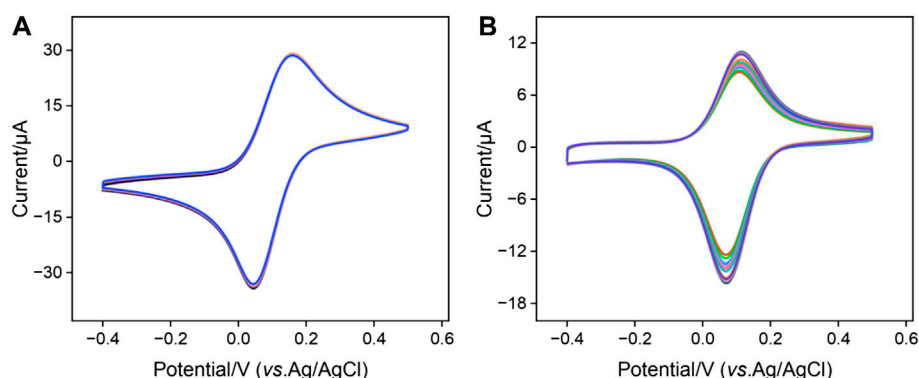 A
Current/μA
30
15
0
−15
−30
−0.4 −0.2 0.0 0.2 0.4 0.6
Potential/V (vs.Ag/AgCl)
B
Current/μA
12
6
0
−6
−12
−18
−0.4 −0.2 0.0 0.2 0.4 0.6
Potential/V (vs.Ag/AgCl)